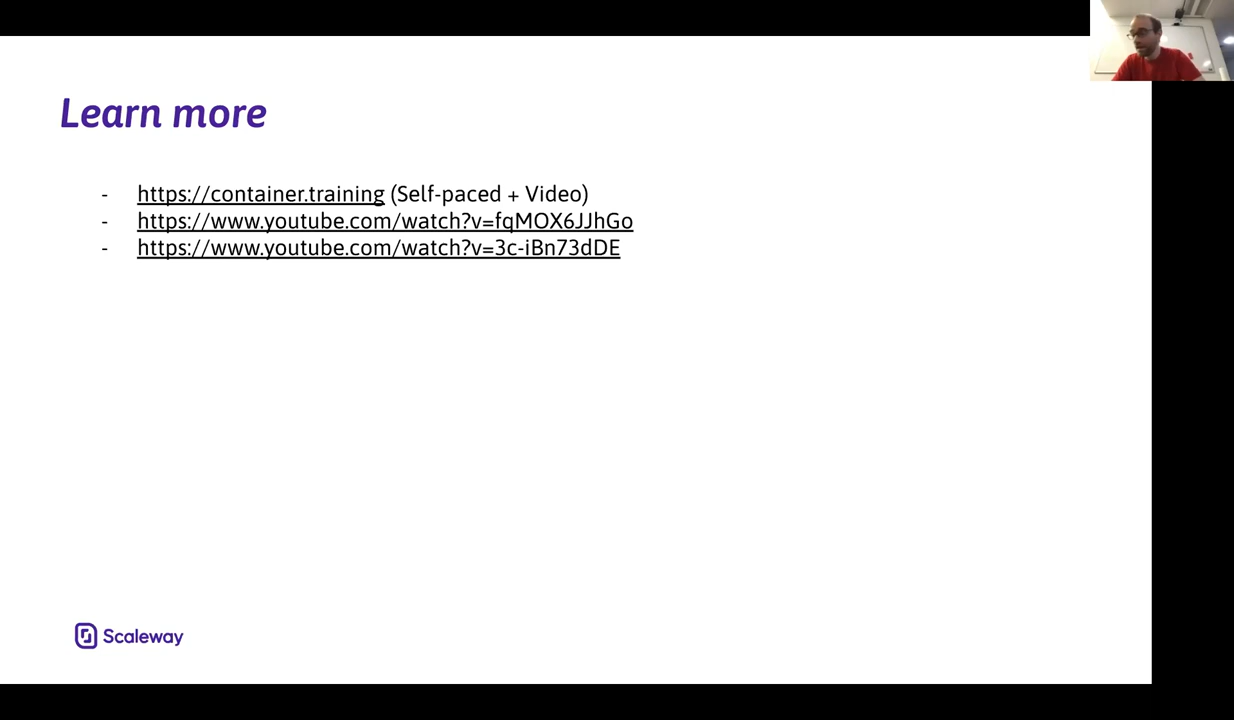 Learn more
- https://container.training (Self-paced + Video)
- https://www.youtube.com/watch?v=fqMOX6JJhGo
- https://www.youtube.com/watch?v=3c-iBn73dDE
Scaleway